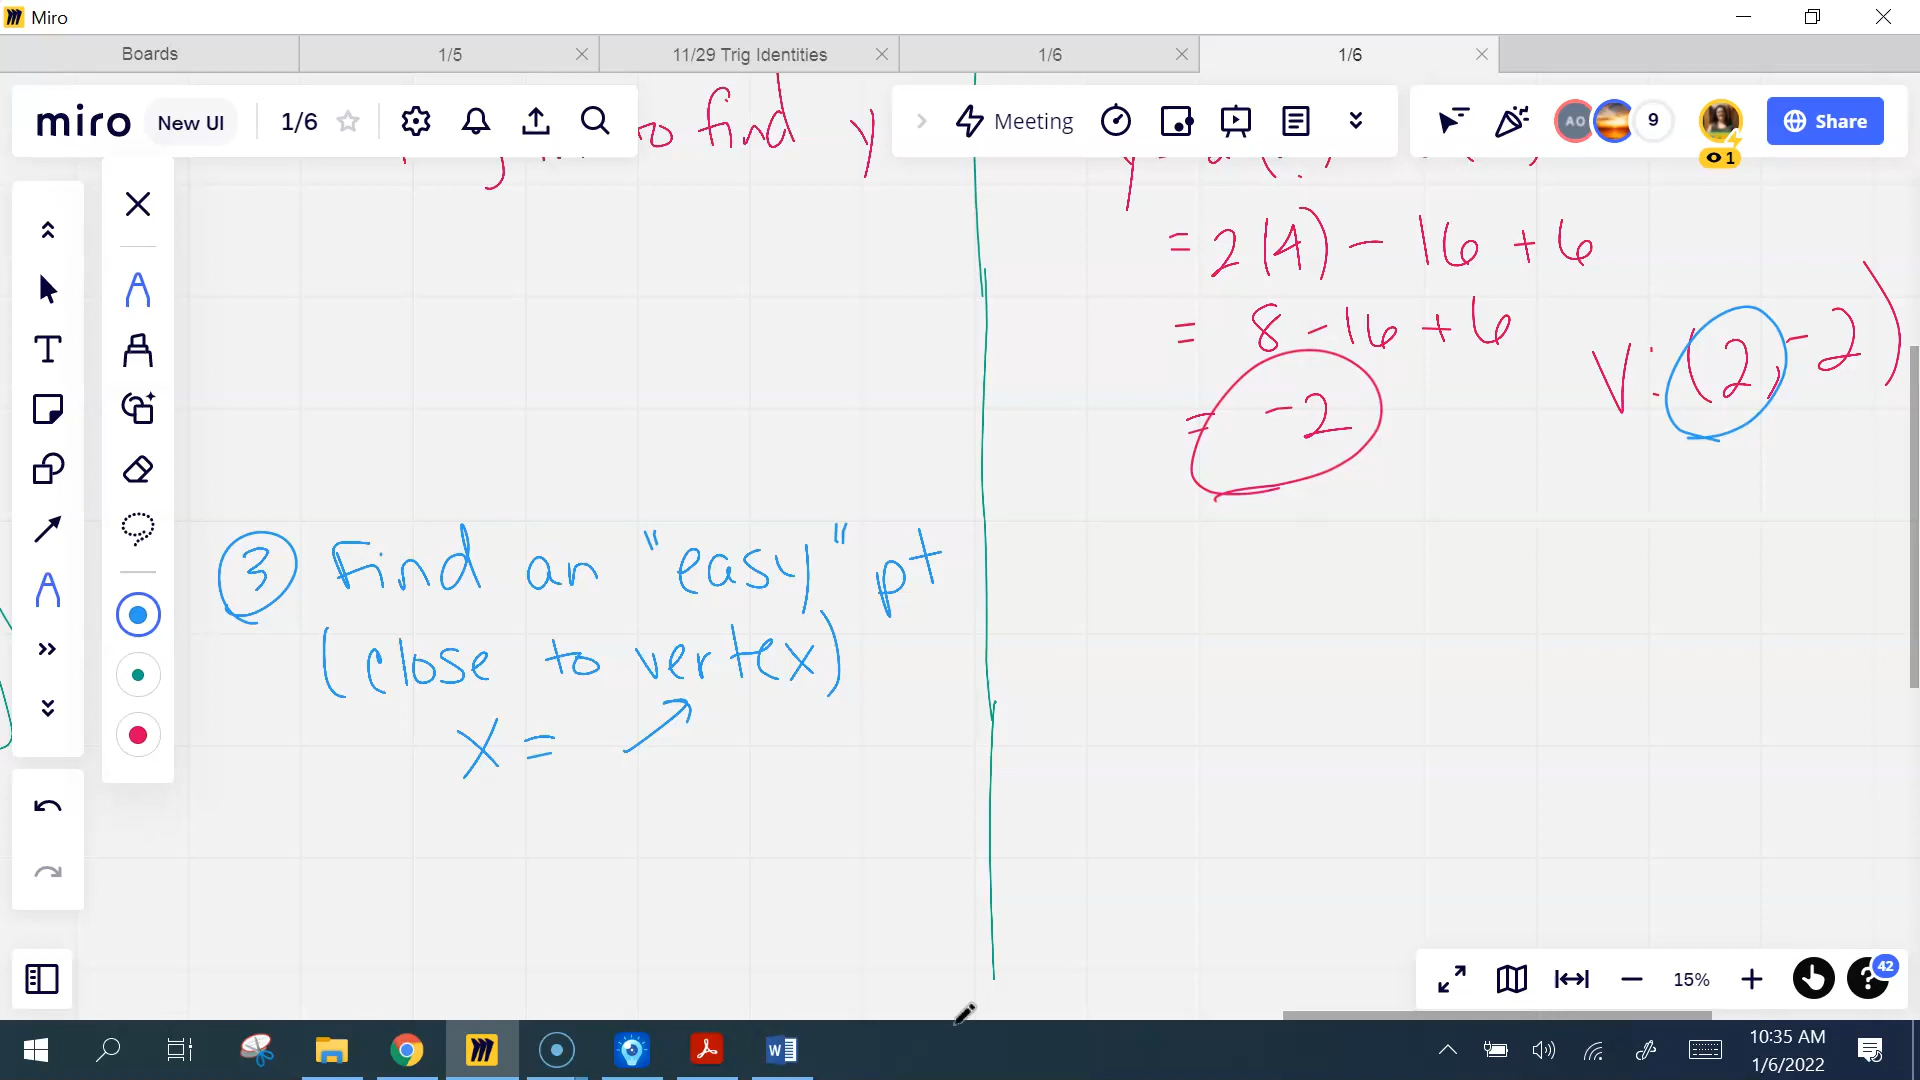 Miro
Boards
1/5
11/29 Trig Identities
1/6
1/6
miro
New UI
1/6
Meeting
AO
9
Share
1
find y
= 2(4) - 16 + 6
= 8 - 16 + 6
= -2
V: (2, -2)
3 Find an "easy" pt
(close to vertex)
x =
15%
42
10:35 AM
1/6/2022